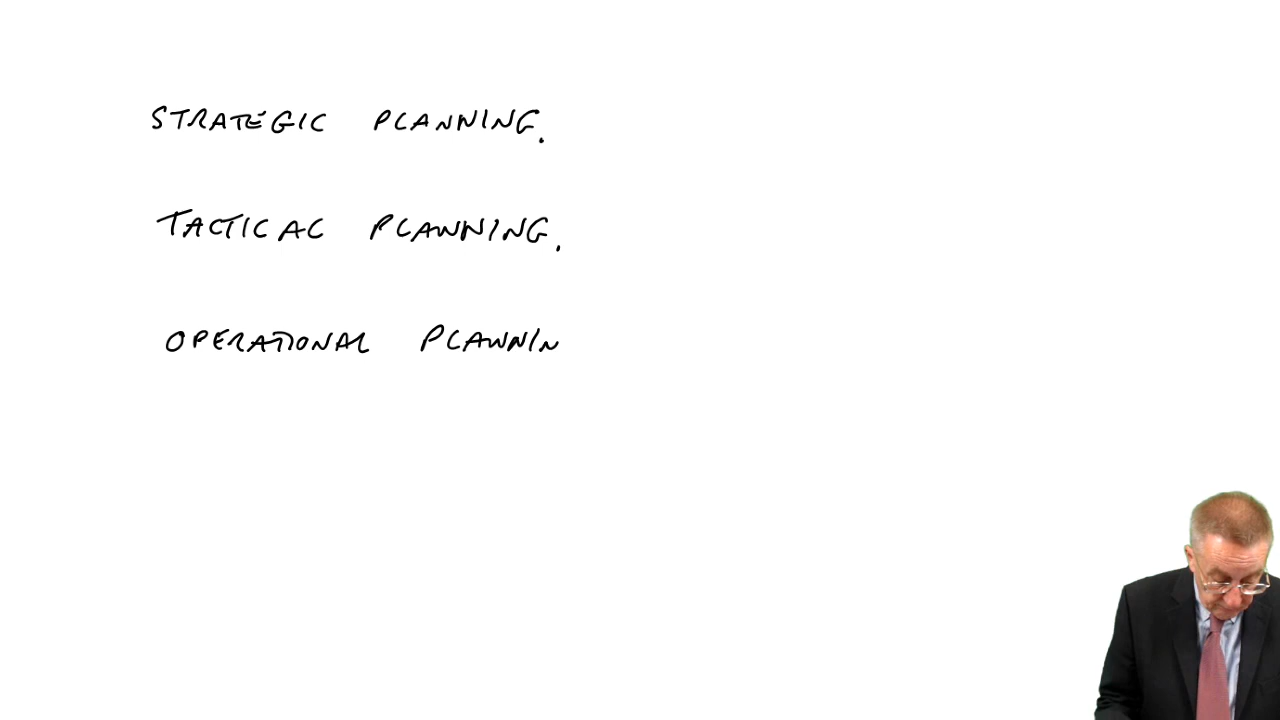 STRATEGIC PLANNING.
TACTICAL PLANNING.
OPERATIONAL PLANNIN